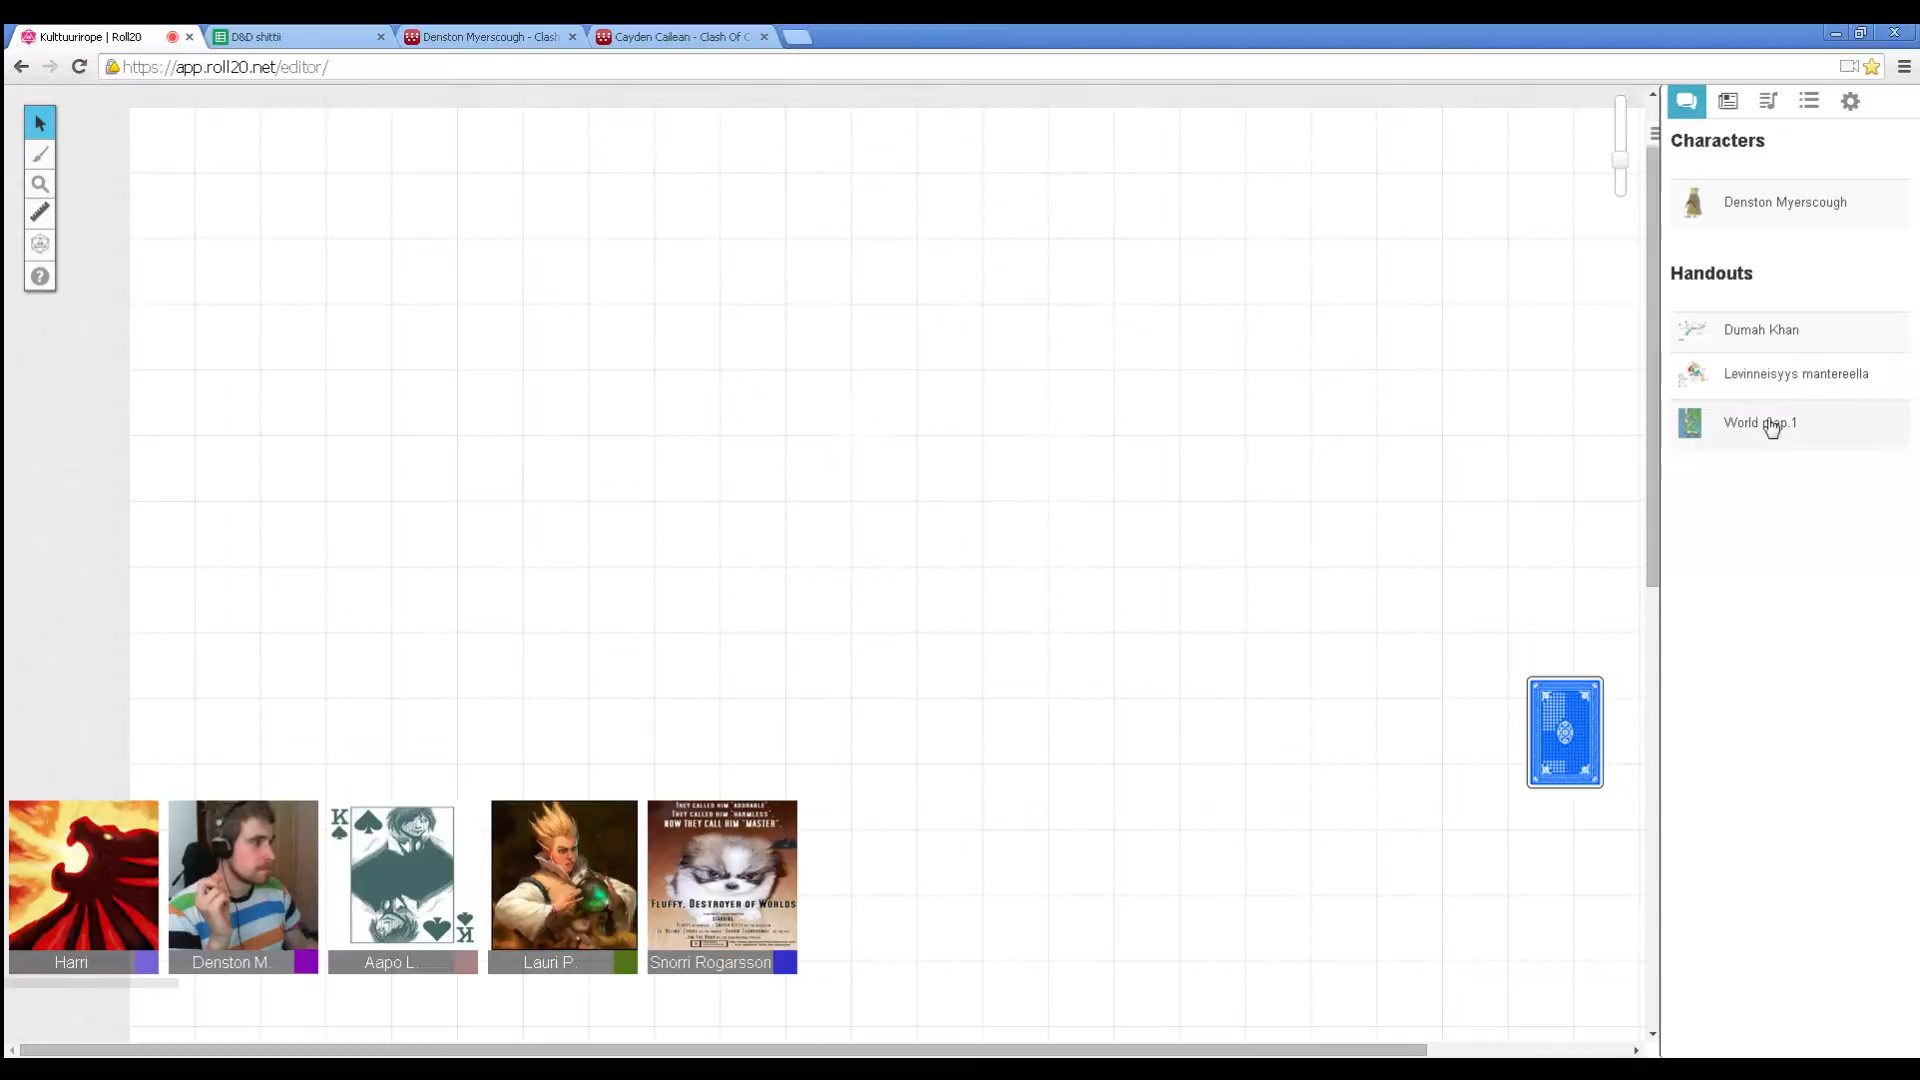 Kulttuurirope | Roll20
D&D shittii
Denston Myerscough - Clash
Cayden Cailean - Clash Of C
https://app.roll20.net/editor/
Characters
Denston Myerscough
Handouts
Dumah Khan
Levinneisyys mantereella
World map.1
K
THEY CALLED HIM "ADORABLE"
THEY CALLED HIM "HARMLESS".
NOW THEY CALL HIM "MASTER".
FLUFFY, DESTROYER OF WORLDS
K
Harri
Denston M.
Aapo L.
Lauri P.
Snorri Rogarsson